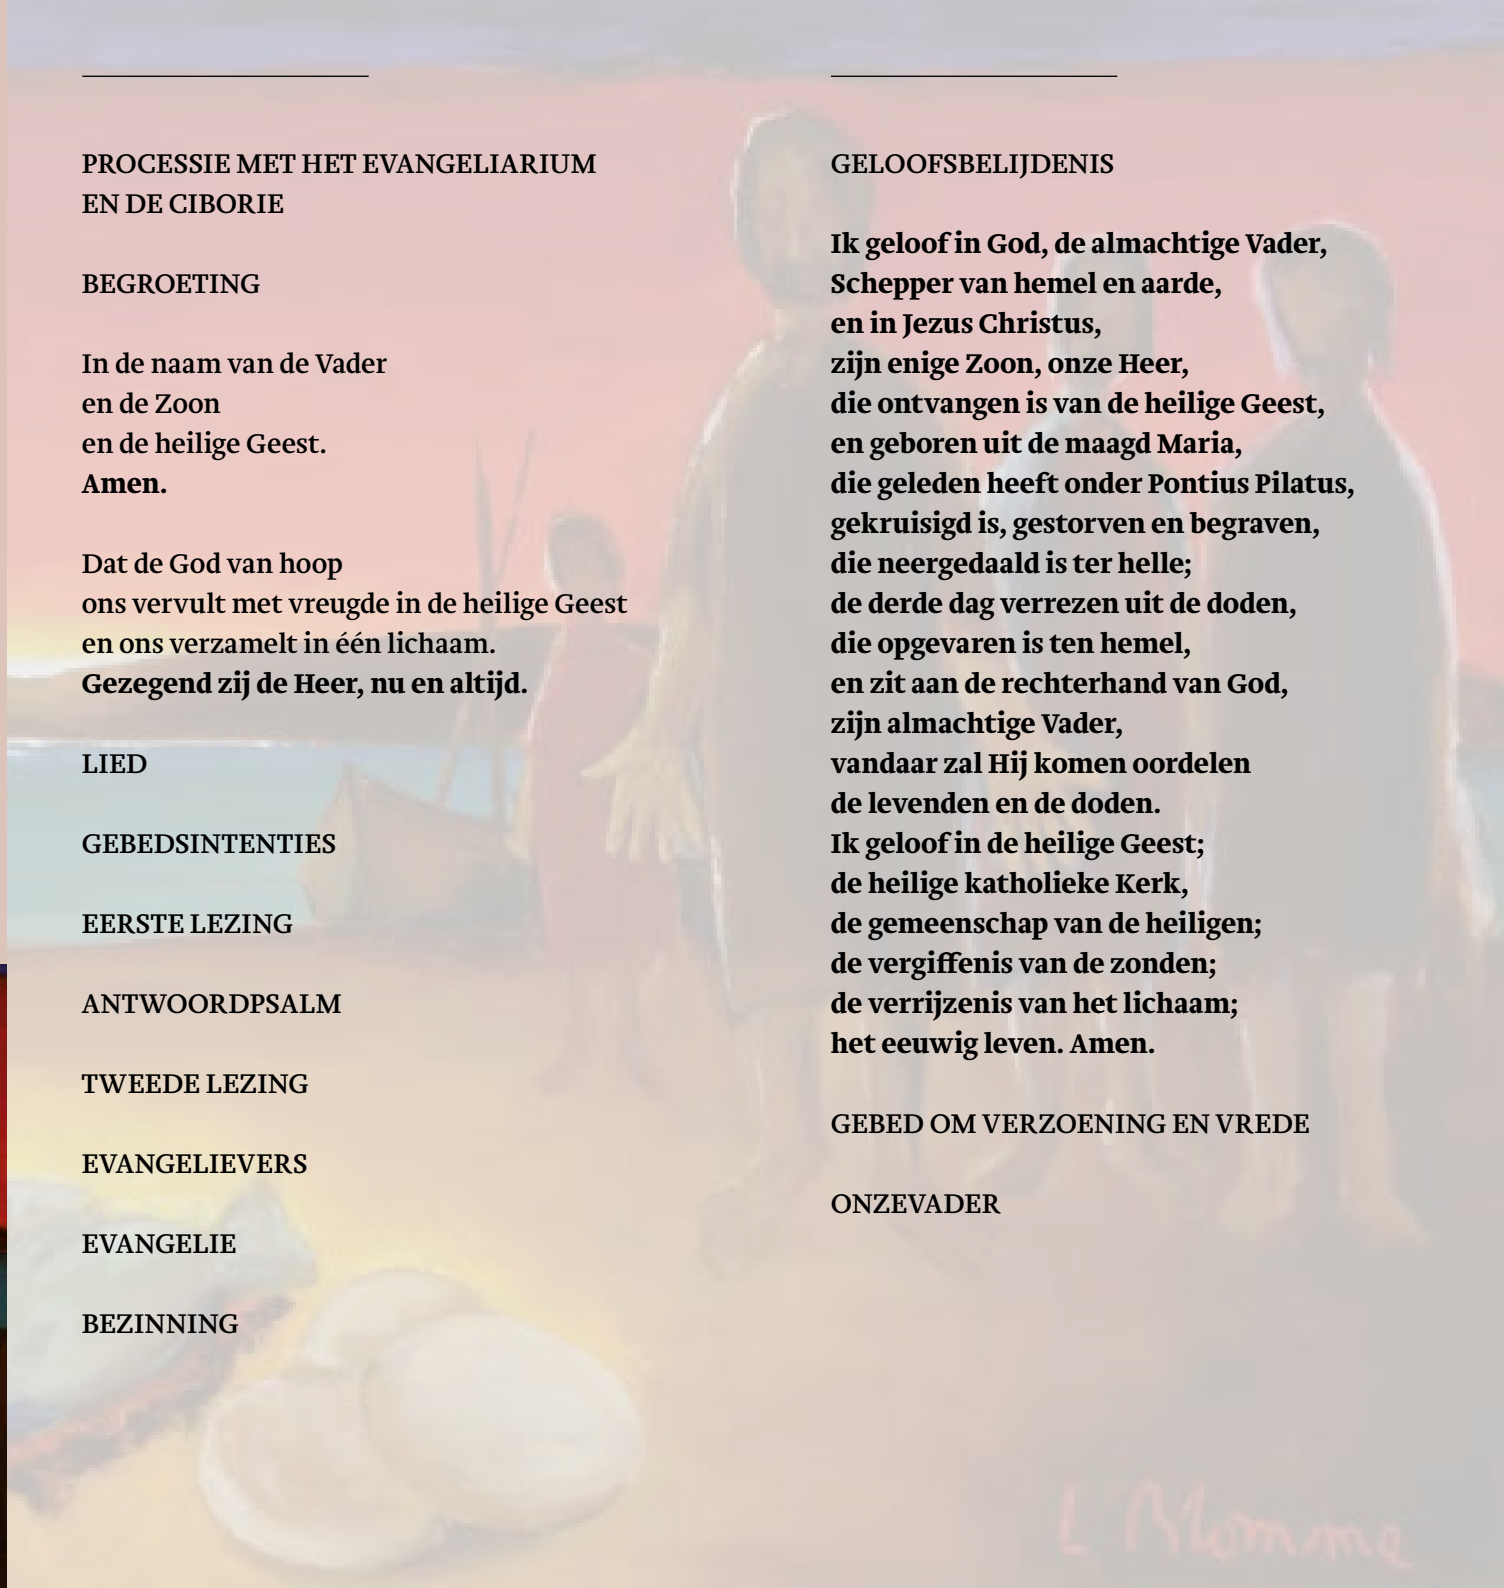 PROCESSIE MET HET EVANGELIARIUM
EN DE CIBORIE
BEGROETING
In de naam van de Vader
en de Zoon
en de heilige Geest.
Amen.
Dat de God van hoop
ons vervult met vreugde in de heilige Geest
en ons verzamelt in één lichaam.
Gezegend zij de Heer, nu en altijd.
LIED
GEBEDSINTENTIES
EERSTE LEZING
ANTWOORDPSALM
TWEEDE LEZING
EVANGELIEVERS
EVANGELIE
BEZINNING
GELOOFSBELIJDENIS
Ik geloof in God, de almachtige Vader,
Schepper van hemel en aarde,
en in Jezus Christus,
zijn enige Zoon, onze Heer,
die ontvangen is van de heilige Geest,
en geboren uit de maagd Maria,
die geleden heeft onder Pontius Pilatus,
gekruisigd is, gestorven en begraven,
die neergedaald is ter helle;
de derde dag verrezen uit de doden,
die opgevaren is ten hemel,
en zit aan de rechterhand van God,
zijn almachtige Vader,
vandaar zal Hij komen oordelen
de levenden en de doden.
Ik geloof in de heilige Geest;
de heilige katholieke Kerk,
de gemeenschap van de heiligen;
de vergiffenis van de zonden;
de verrijzenis van het lichaam;
het eeuwig leven. Amen.
GEBED OM VERZOENING EN VREDE
ONZEVADER
L Blomme